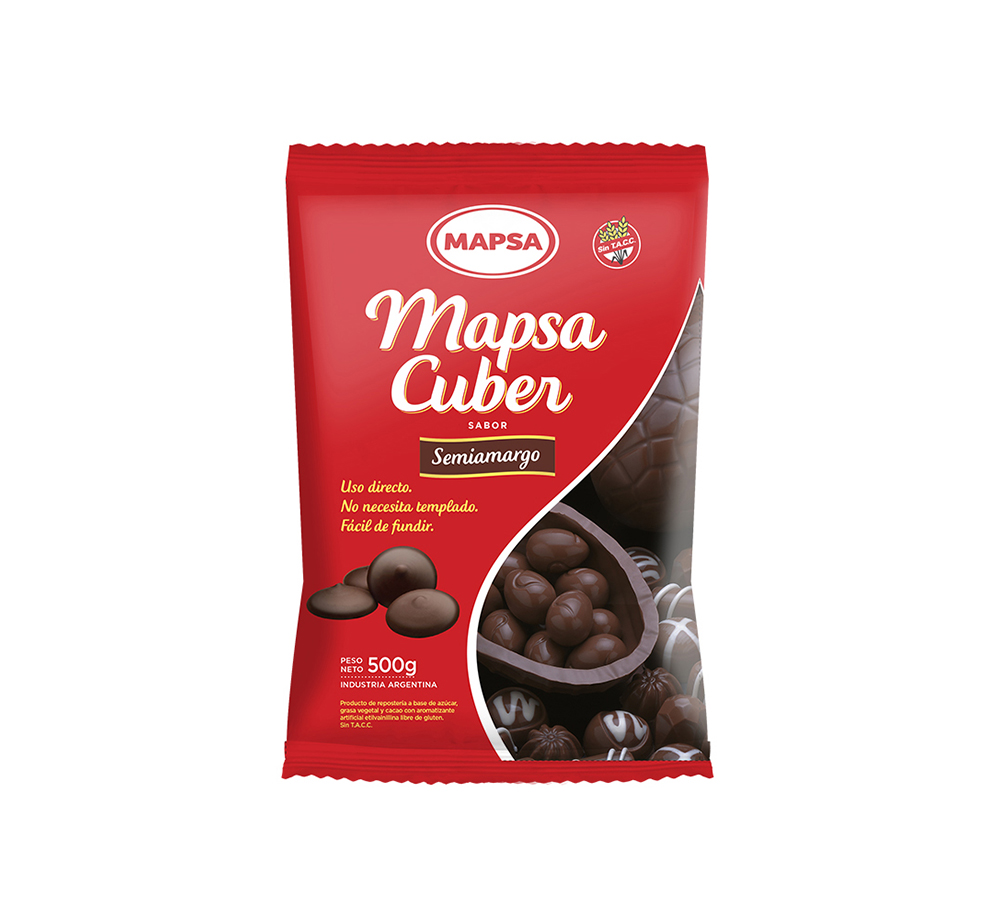 MAPSA
Sin T.A.C.C.
Mapsa
Cuber
SABOR
Semiamargo
Uso directo.
No necesita templado.
Fácil de fundir.
PESO
NETO 500g
INDUSTRIA ARGENTINA
Producto de repostería a base de azúcar,
grasa vegetal y cacao con aromatizante
artificial etilvainillina libre de gluten.
Sin T.A.C.C.